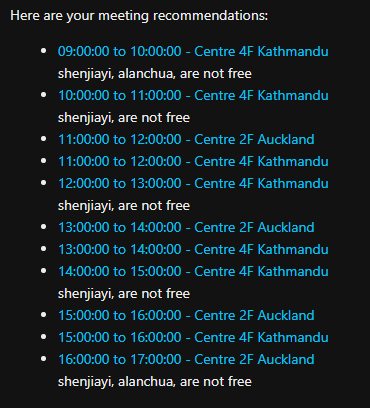 Here are your meeting recommendations:
09:00:00 to 10:00:00 - Centre 4F Kathmandu
shenjiayi, alanchua, are not free
10:00:00 to 11:00:00 - Centre 4F Kathmandu
shenjiayi, are not free
11:00:00 to 12:00:00 - Centre 2F Auckland
11:00:00 to 12:00:00 - Centre 4F Kathmandu
12:00:00 to 13:00:00 - Centre 4F Kathmandu
shenjiayi, are not free
13:00:00 to 14:00:00 - Centre 2F Auckland
13:00:00 to 14:00:00 - Centre 4F Kathmandu
14:00:00 to 15:00:00 - Centre 4F Kathmandu
shenjiayi, are not free
15:00:00 to 16:00:00 - Centre 2F Auckland
15:00:00 to 16:00:00 - Centre 4F Kathmandu
16:00:00 to 17:00:00 - Centre 2F Auckland
shenjiayi, alanchua, are not free